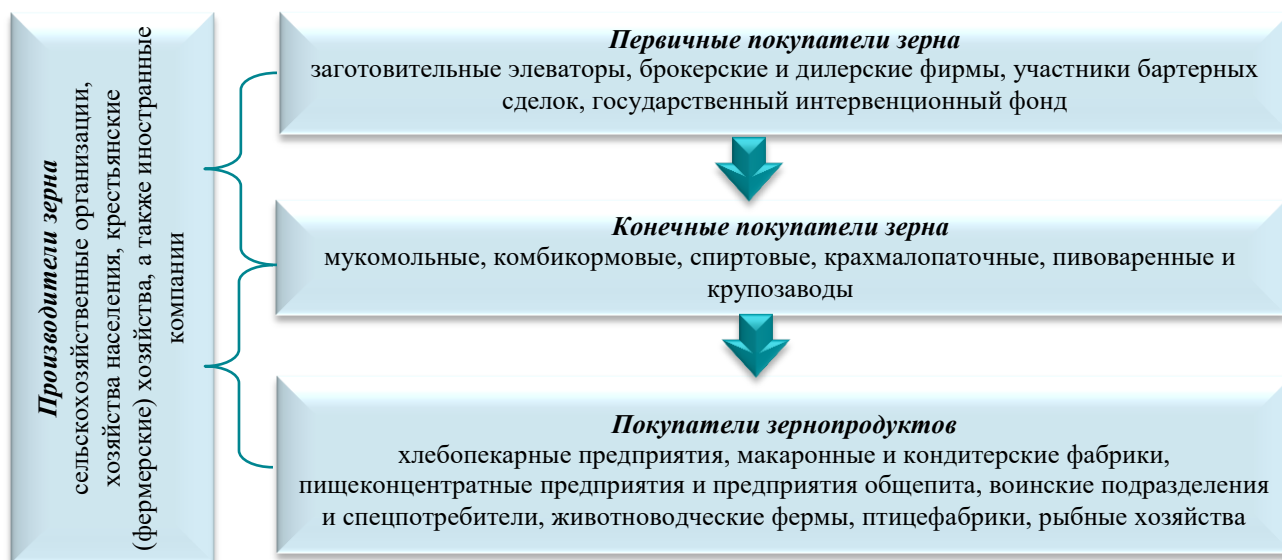 Производители зерна
сельскохозяйственные организации,
хозяйства населения, крестьянские
(фермерские) хозяйства, а также иностранные
компании
Первичные покупатели зерна
заготовительные элеваторы, брокерские и дилерские фирмы, участники бартерных
сделок, государственный интервенционный фонд
Конечные покупатели зерна
мукомольные, комбикормовые, спиртовые, крахмалопаточные, пивоваренные и
крупозаводы
Покупатели зернопродуктов
хлебопекарные предприятия, макаронные и кондитерские фабрики,
пищеконцентратные предприятия и предприятия общепита, воинские подразделения
и спецпотребители, животноводческие фермы, птицефабрики, рыбные хозяйства